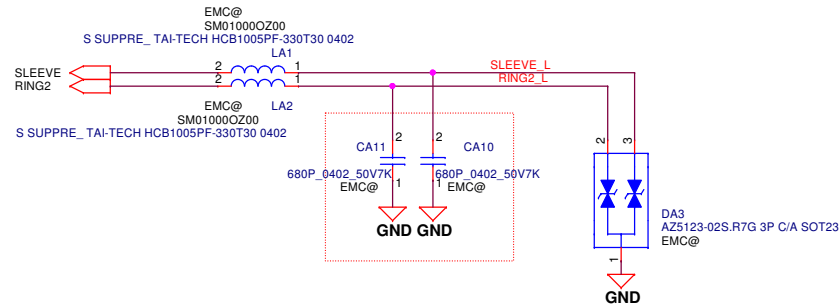 EMC@
SM01000OZ00
S SUPPRE_ TAI-TECH HCB1005PF-330T30 0402
LA1
SLEEVE 2 1 SLEEVE_L
RING2 2 1 RING2_L
EMC@ LA2
SM01000OZ00
S SUPPRE_ TAI-TECH HCB1005PF-330T30 0402
2 2 2 3
CA11 CA10
680P_0402_50V7K 680P_0402_50V7K
1 1
EMC@ EMC@
GND GND
DA3
AZ5123-02S.R7G 3P C/A SOT23
EMC@
1
GND